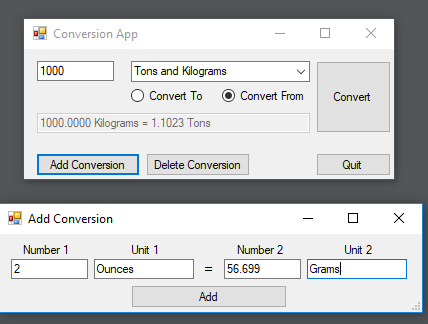 Conversion App
1000 Tons and Kilograms
Convert To Convert From Convert
1000.0000 Kilograms = 1.1023 Tons
Add Conversion Delete Conversion Quit
Add Conversion
Number 1 Unit 1 Number 2 Unit 2
2 Ounces = 56.699 Grams
Add